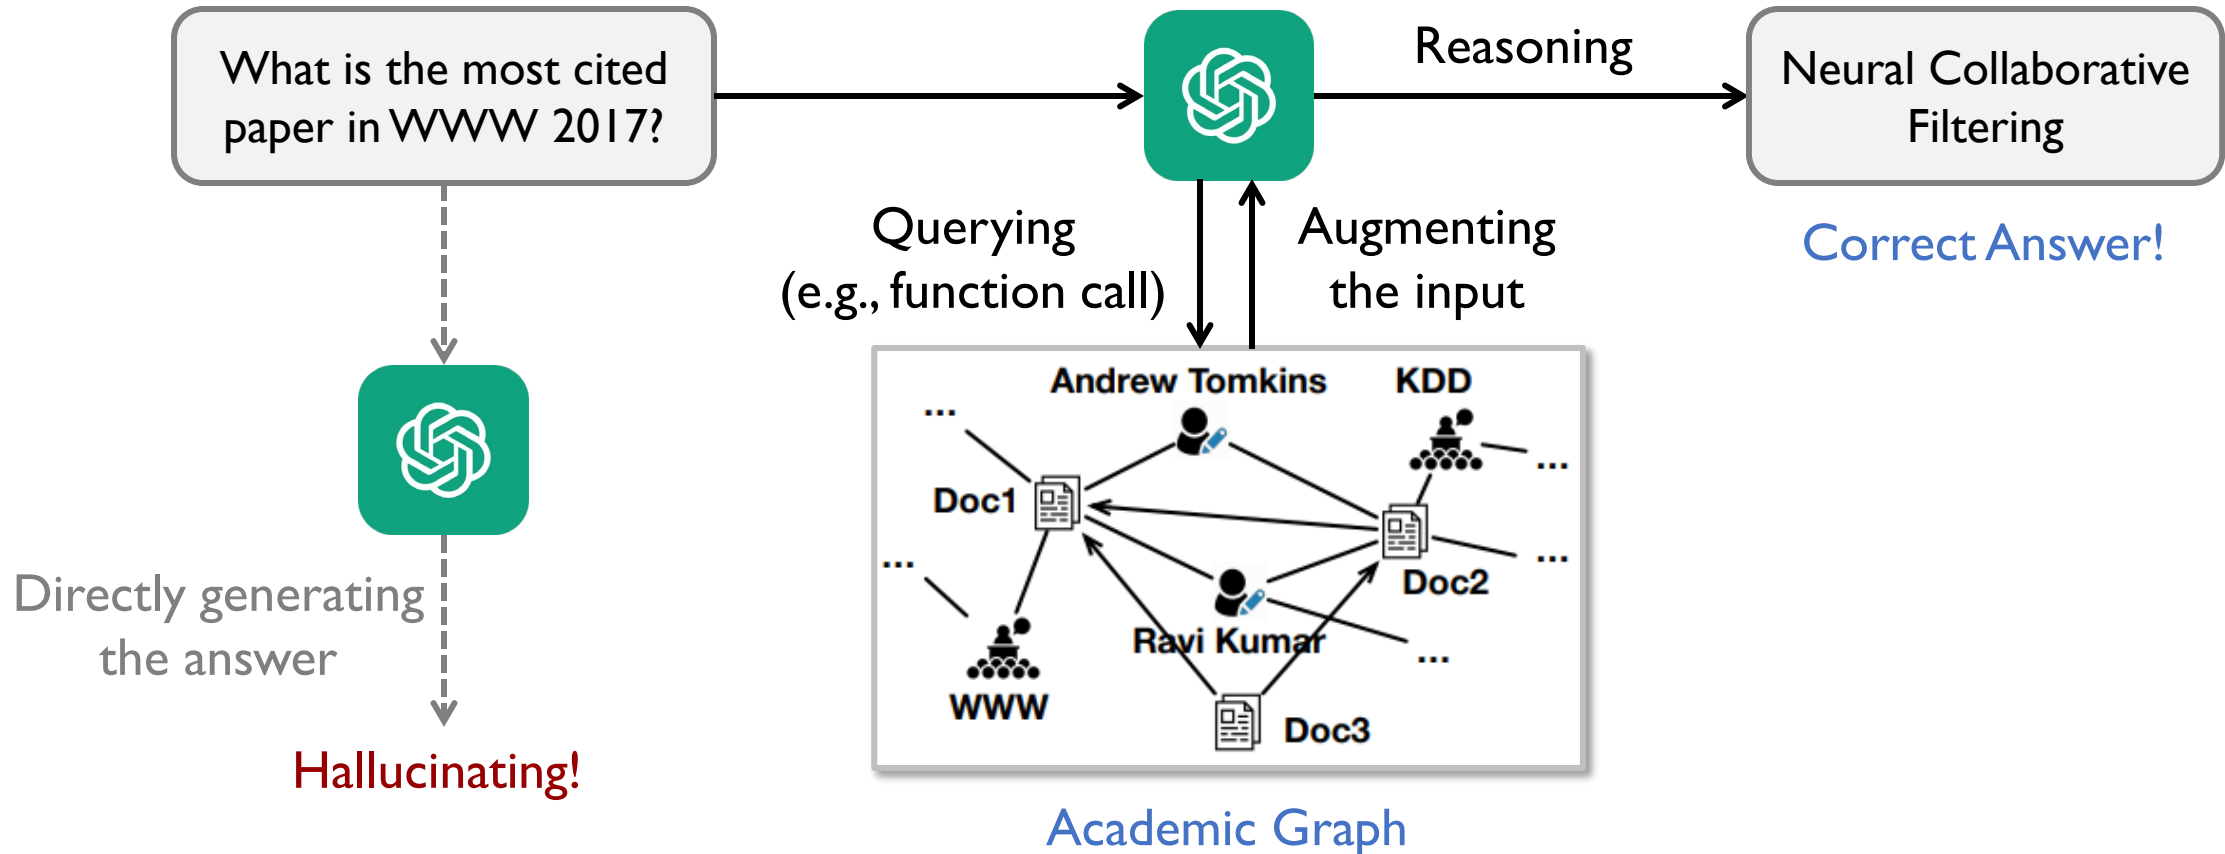 What is the most cited
paper in WWW 2017?
Reasoning
Neural Collaborative
Filtering
Correct Answer!
Querying
(e.g., function call)
Augmenting
the input
Directly generating
the answer
Hallucinating!
Andrew Tomkins
KDD
...
...
Doc1
...
...
Doc2
Ravi Kumar
...
WWW
Doc3
Academic Graph